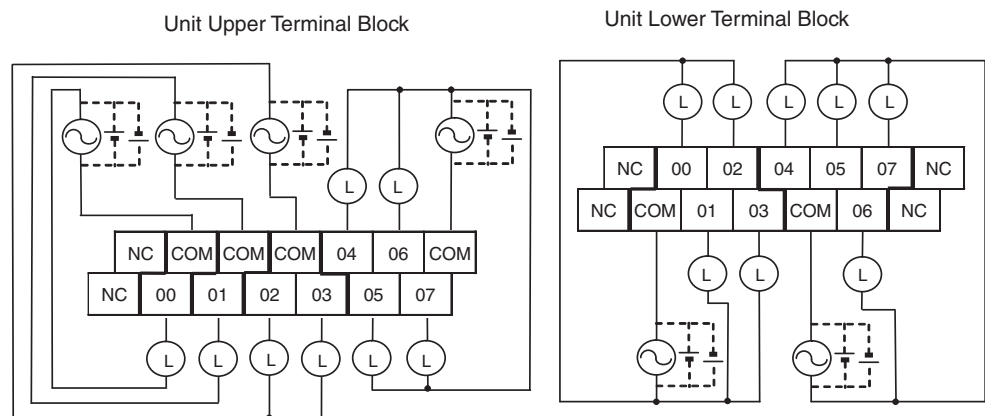 Unit Upper Terminal Block
Unit Lower Terminal Block
L L L L L
L L
NC 00 02 04 05 07 NC
NC COM 01 03 COM 06 NC
L L L
NC COM COM COM 04 06 COM
NC 00 01 02 03 05 07
L L L L L L